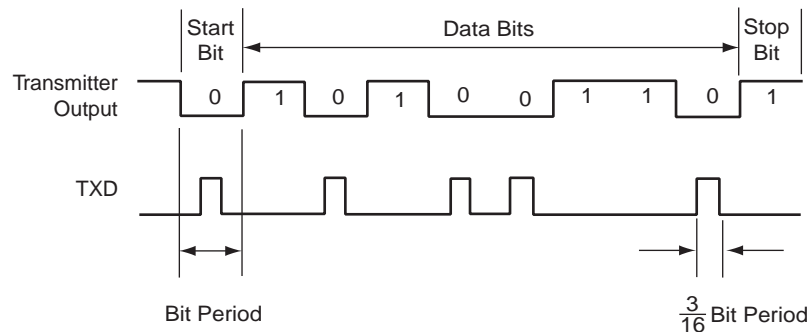 Start
Bit
Data Bits
Stop
Bit
Transmitter
Output
0 1 0 1 0 0 1 1 0 1
TXD
Bit Period
3/16 Bit Period